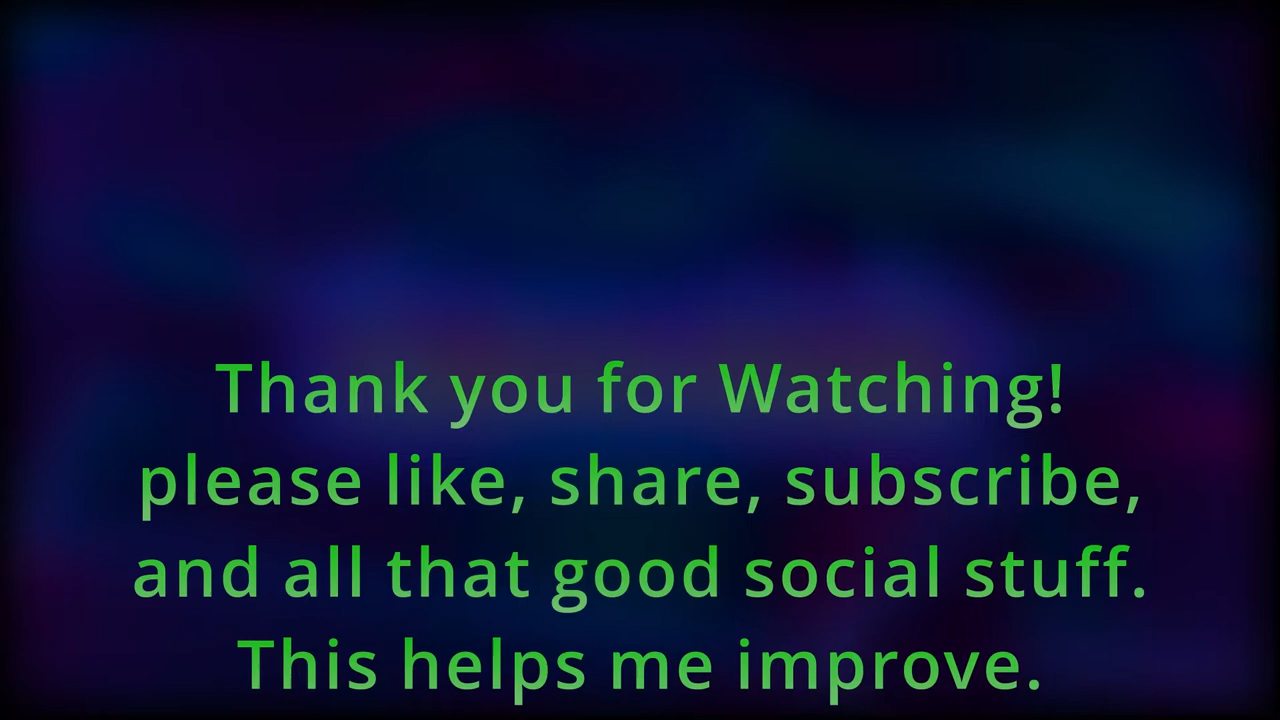 Thank you for Watching!
please like, share, subscribe,
and all that good social stuff.
This helps me improve.